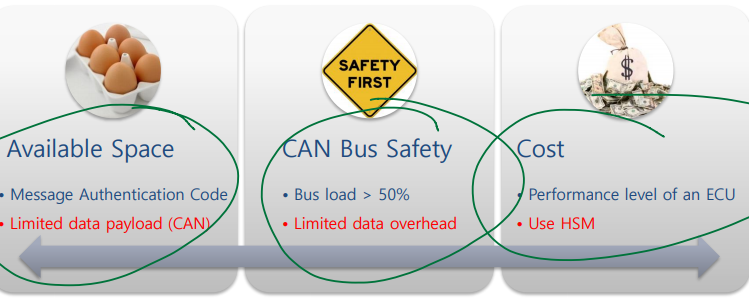 SAFETY
FIRST
$
Available Space
• Message Authentication Code
• Limited data payload (CAN)
CAN Bus Safety
• Bus load > 50%
• Limited data overhead
Cost
• Performance level of an ECU
• Use HSM